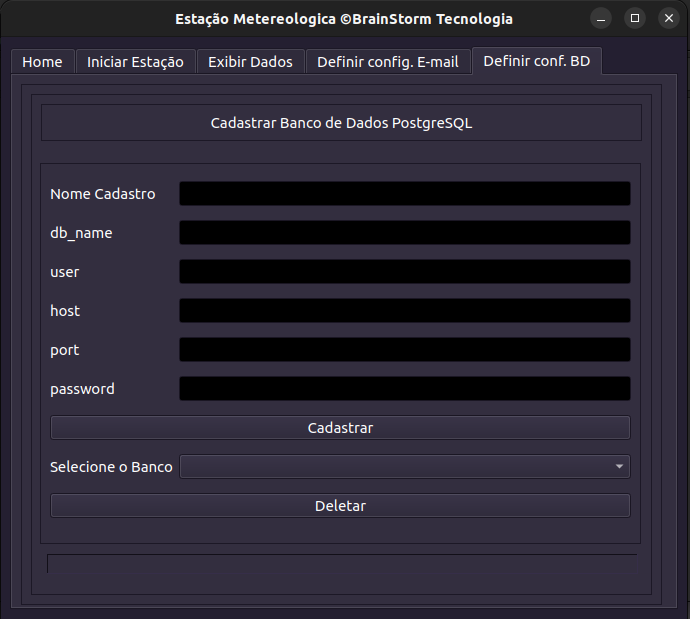 Estação Metereologica ©BrainStorm Tecnologia
Home Iniciar Estação Exibir Dados Definir config. E-mail Definir conf. BD
Cadastrar Banco de Dados PostgreSQL
Nome Cadastro
db_name
user
host
port
password
Cadastrar
Selecione o Banco
Deletar